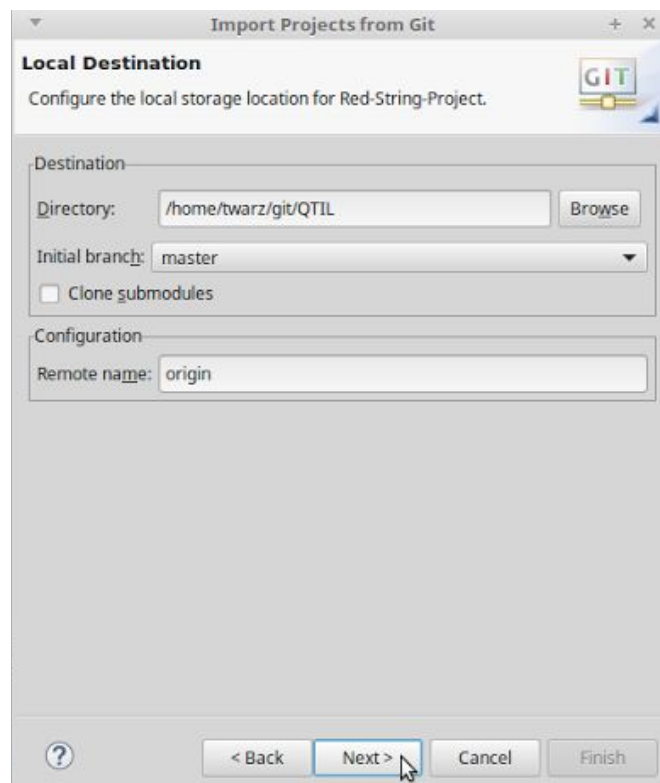 Import Projects from Git
Local Destination
Configure the local storage location for Red-String-Project.
GIT
Destination
Directory: /home/twarz/git/QTIL Browse
Initial branch: master
Clone submodules
Configuration
Remote name: origin
? < Back Next > Cancel Finish